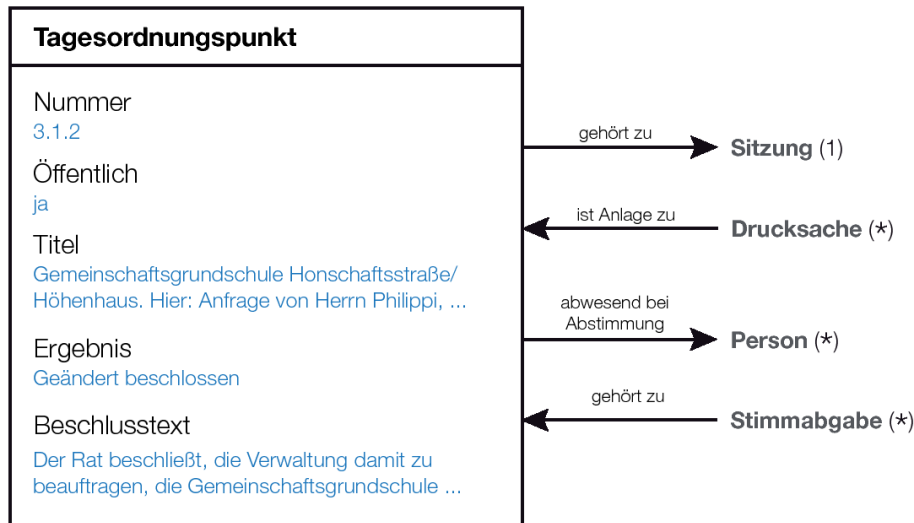 Tagesordnungspunkt
Nummer
3.1.2
Öffentlich
ja
Titel
Gemeinschaftsgrundschule Honschaftsstraße/
Höhenhaus. Hier: Anfrage von Herrn Philippi, ...
Ergebnis
Geändert beschlossen
Beschlusstext
Der Rat beschließt, die Verwaltung damit zu
beauftragen, die Gemeinschaftsgrundschule ...
gehört zu
Sitzung (1)
ist Anlage zu
Drucksache (*)
abwesend bei
Abstimmung
Person (*)
gehört zu
Stimmabgabe (*)